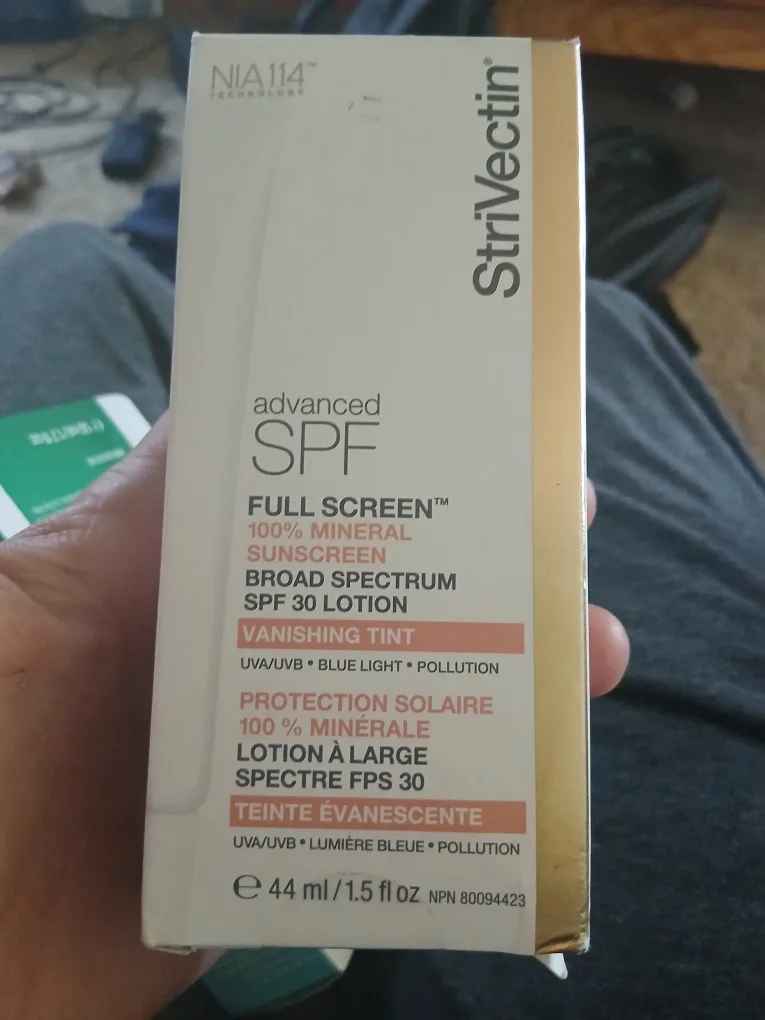 NIA114™
TECHNOLOGY
StriVectin®
advanced
SPF
FULL SCREEN™
100% MINERAL
SUNSCREEN
BROAD SPECTRUM
SPF 30 LOTION
VANISHING TINT
UVA/UVB • BLUE LIGHT • POLLUTION
PROTECTION SOLAIRE
100 % MINÉRALE
LOTION À LARGE
SPECTRE FPS 30
TEINTE ÉVANESCENTE
UVA/UVB • LUMIÈRE BLEUE • POLLUTION
℮ 44 ml / 1.5 fl oz NPN 80094423